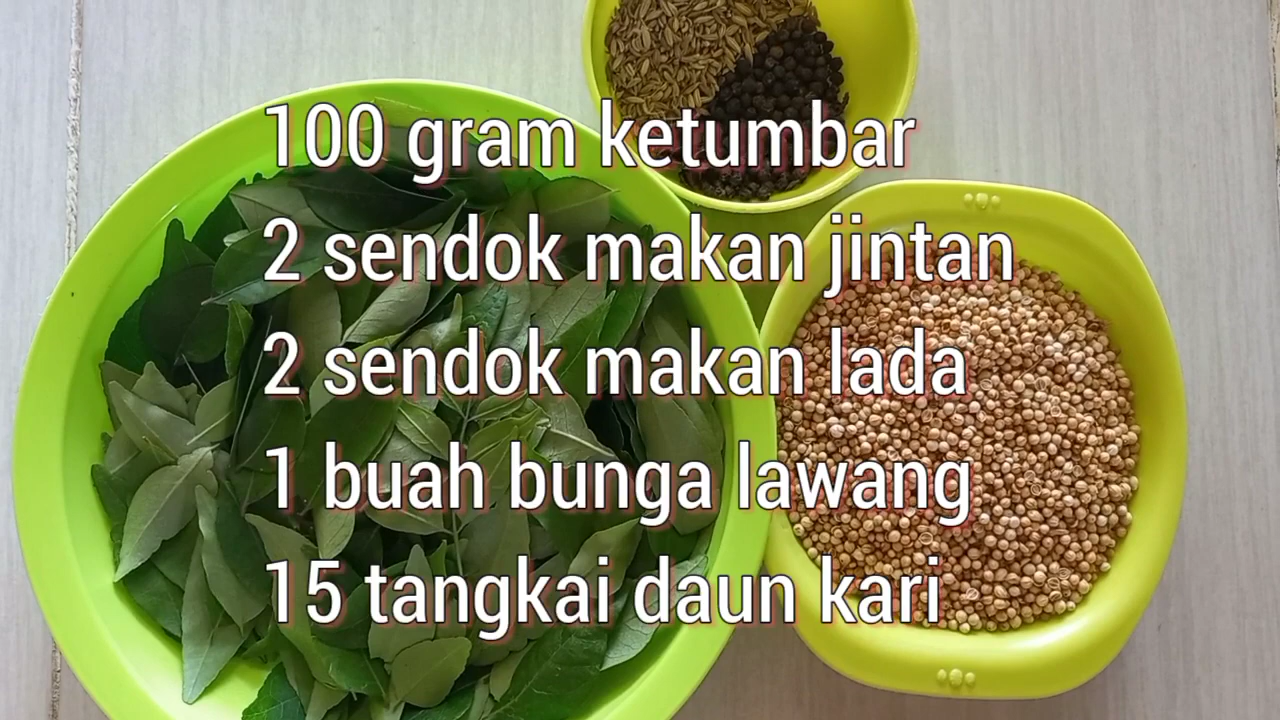 100 gram ketumbar
2 sendok makan jintan
2 sendok makan lada
1 buah bunga lawang
15 tangkai daun kari